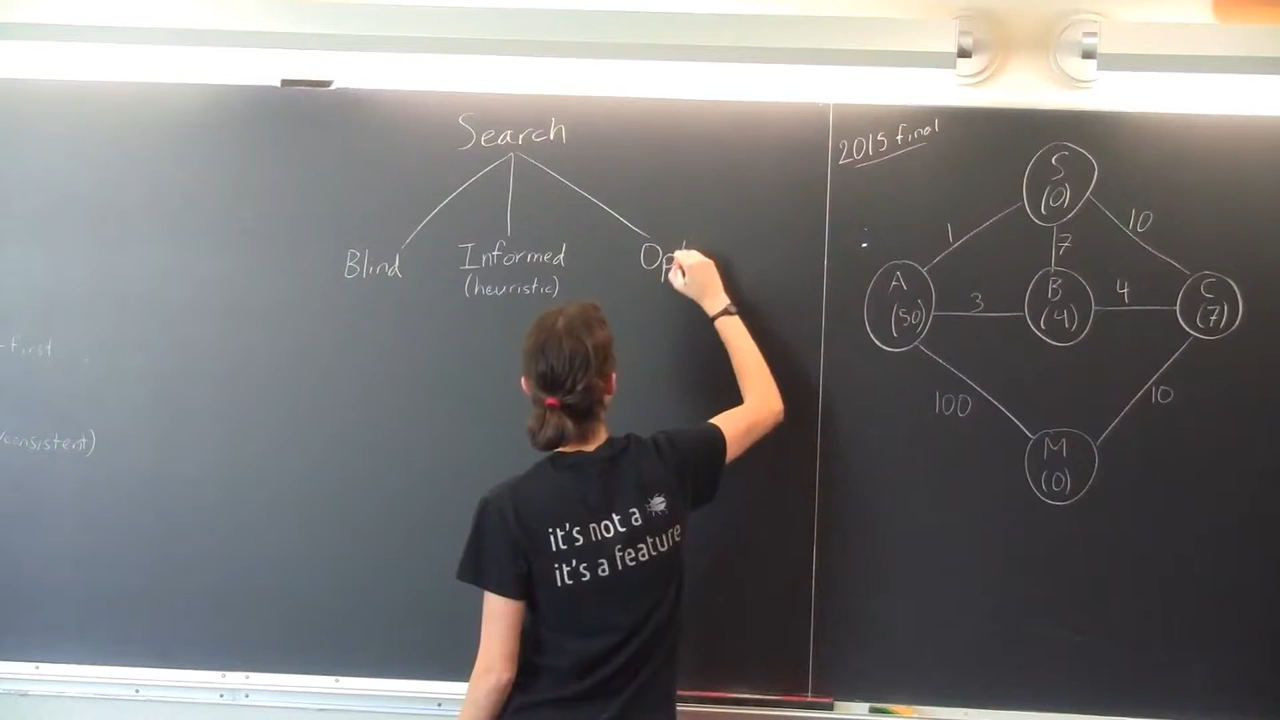 Search
Blind
Informed
(heuristic)
-first
consistent)
it's not a
it's a feature
2015 final
S
(0)
1
7
10
A
(50)
3
B
(4)
4
C
(7)
100
10
M
(0)